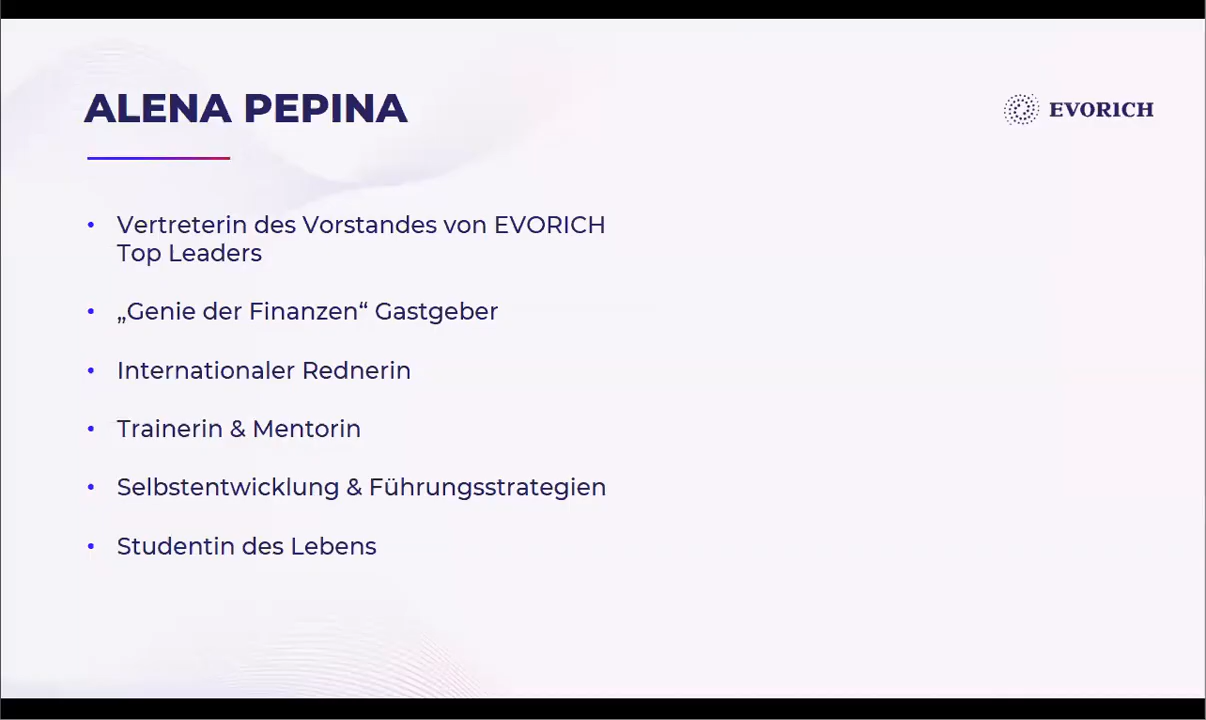 ALENA PEPINA
EVORICH
• Vertreterin des Vorstandes von EVORICH
Top Leaders
• „Genie der Finanzen“ Gastgeber
• Internationaler Rednerin
• Trainerin & Mentorin
• Selbstentwicklung & Führungsstrategien
• Studentin des Lebens